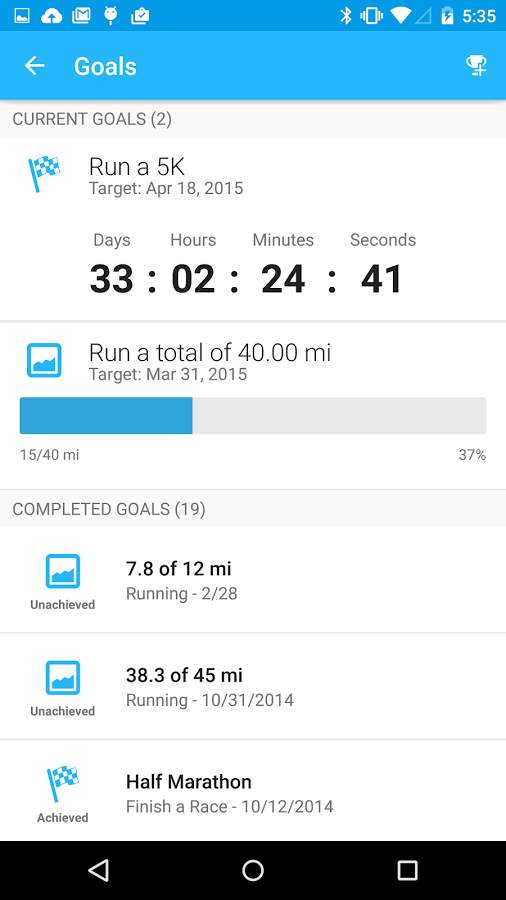 5:35
Goals
CURRENT GOALS (2)
Run a 5K
Target: Apr 18, 2015
Days Hours Minutes Seconds
33 : 02 : 24 : 41
Run a total of 40.00 mi
Target: Mar 31, 2015
15/40 mi 37%
COMPLETED GOALS (19)
7.8 of 12 mi
Running - 2/28
Unachieved
38.3 of 45 mi
Running - 10/31/2014
Unachieved
Half Marathon
Finish a Race - 10/12/2014
Achieved